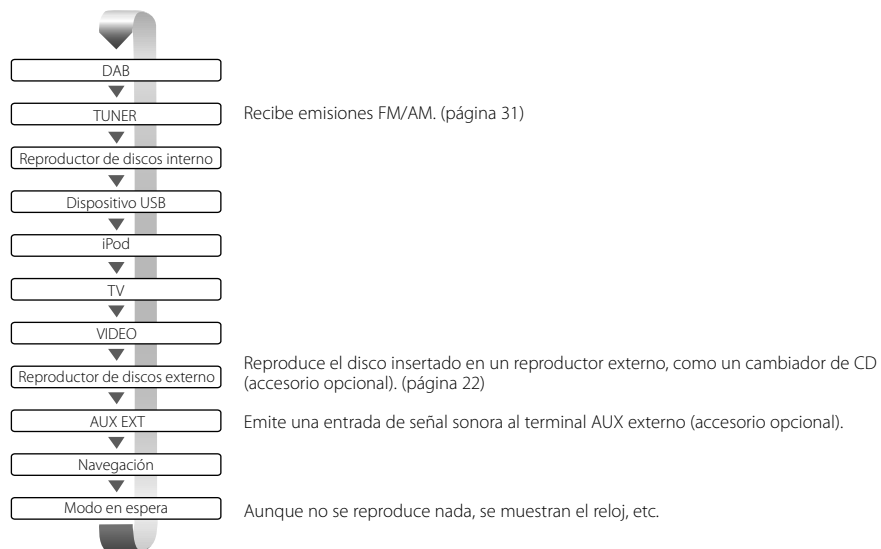 DAB
TUNER
Recibe emisiones FM/AM. (página 31)
Reproductor de discos interno
Dispositivo USB
iPod
TV
VIDEO
Reproductor de discos externo
Reproduce el disco insertado en un reproductor externo, como un cambiador de CD
(accesorio opcional). (página 22)
AUX EXT
Emite una entrada de señal sonora al terminal AUX externo (accesorio opcional).
Navegación
Modo en espera
Aunque no se reproduce nada, se muestran el reloj, etc.